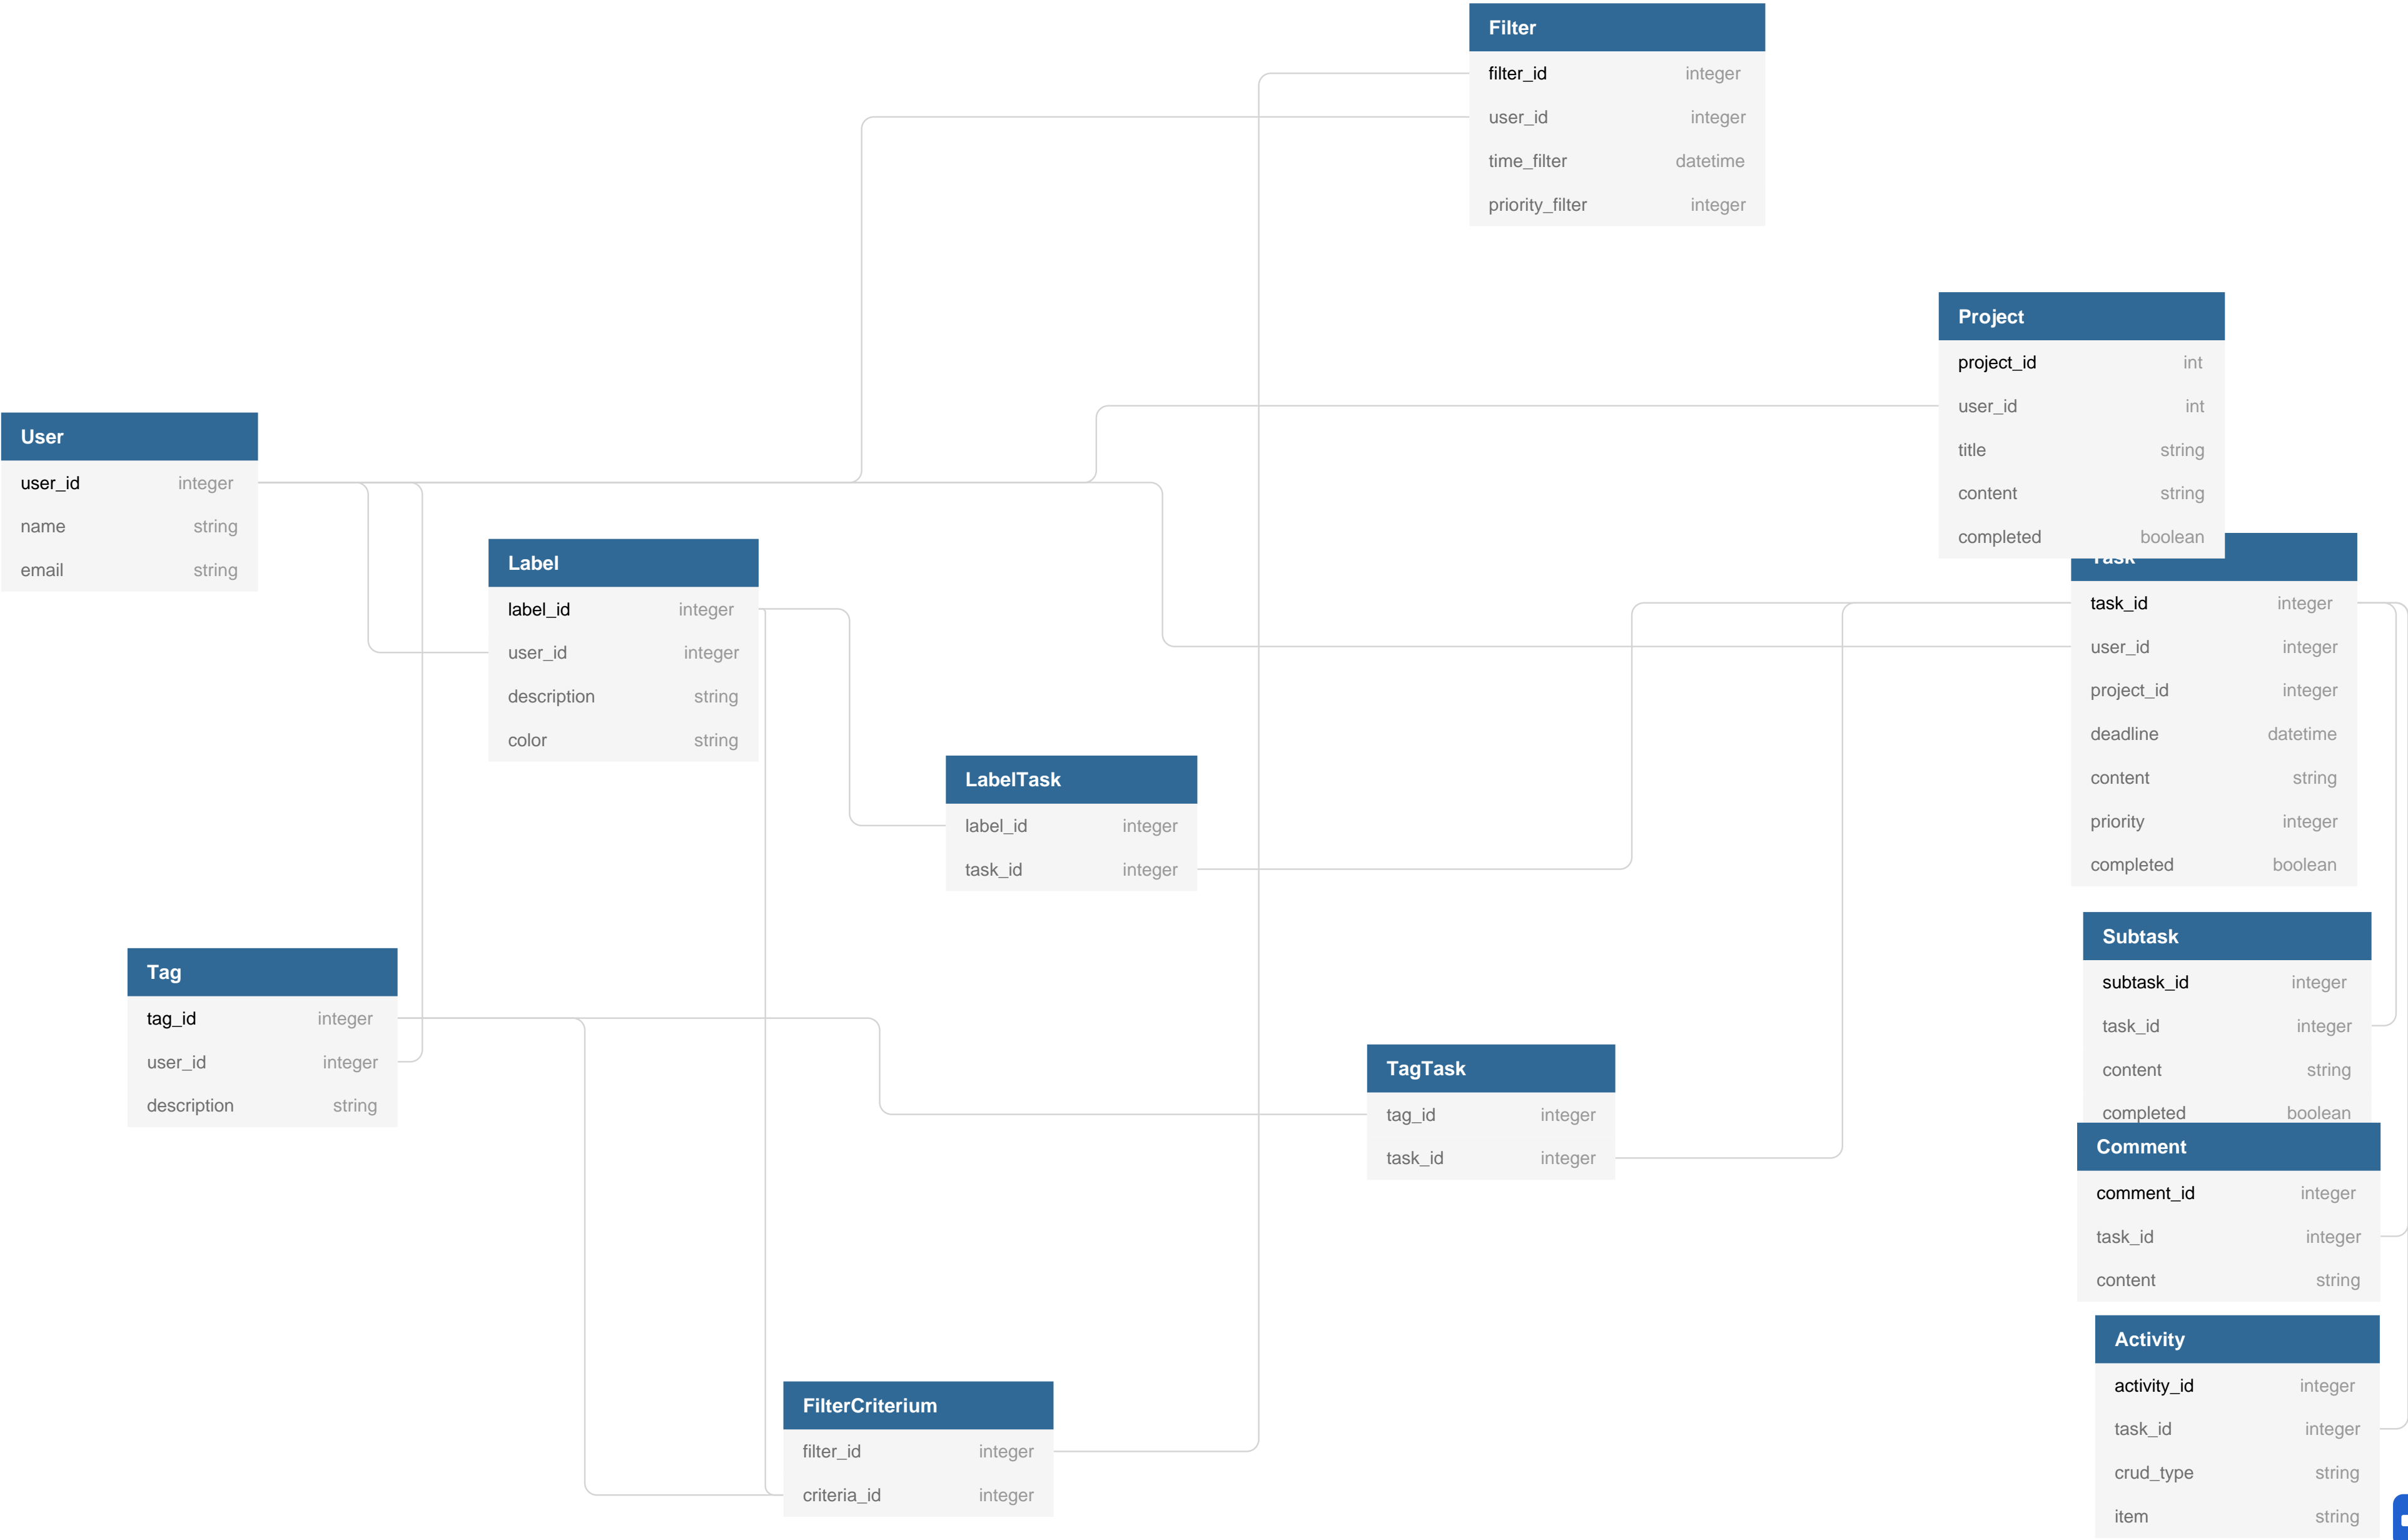 Filter
filter_id integer
user_id integer
time_filter datetime
priority_filter integer
Project
project_id int
user_id int
title string
content string
completed boolean
User
user_id integer
name string
email string
Label
label_id integer
user_id integer
description string
color string
Task
task_id integer
user_id integer
project_id integer
deadline datetime
content string
priority integer
completed boolean
LabelTask
label_id integer
task_id integer
Subtask
subtask_id integer
task_id integer
content string
completed boolean
Tag
tag_id integer
user_id integer
description string
TagTask
tag_id integer
task_id integer
Comment
comment_id integer
task_id integer
content string
Activity
activity_id integer
task_id integer
crud_type string
item string
FilterCriterium
filter_id integer
criteria_id integer